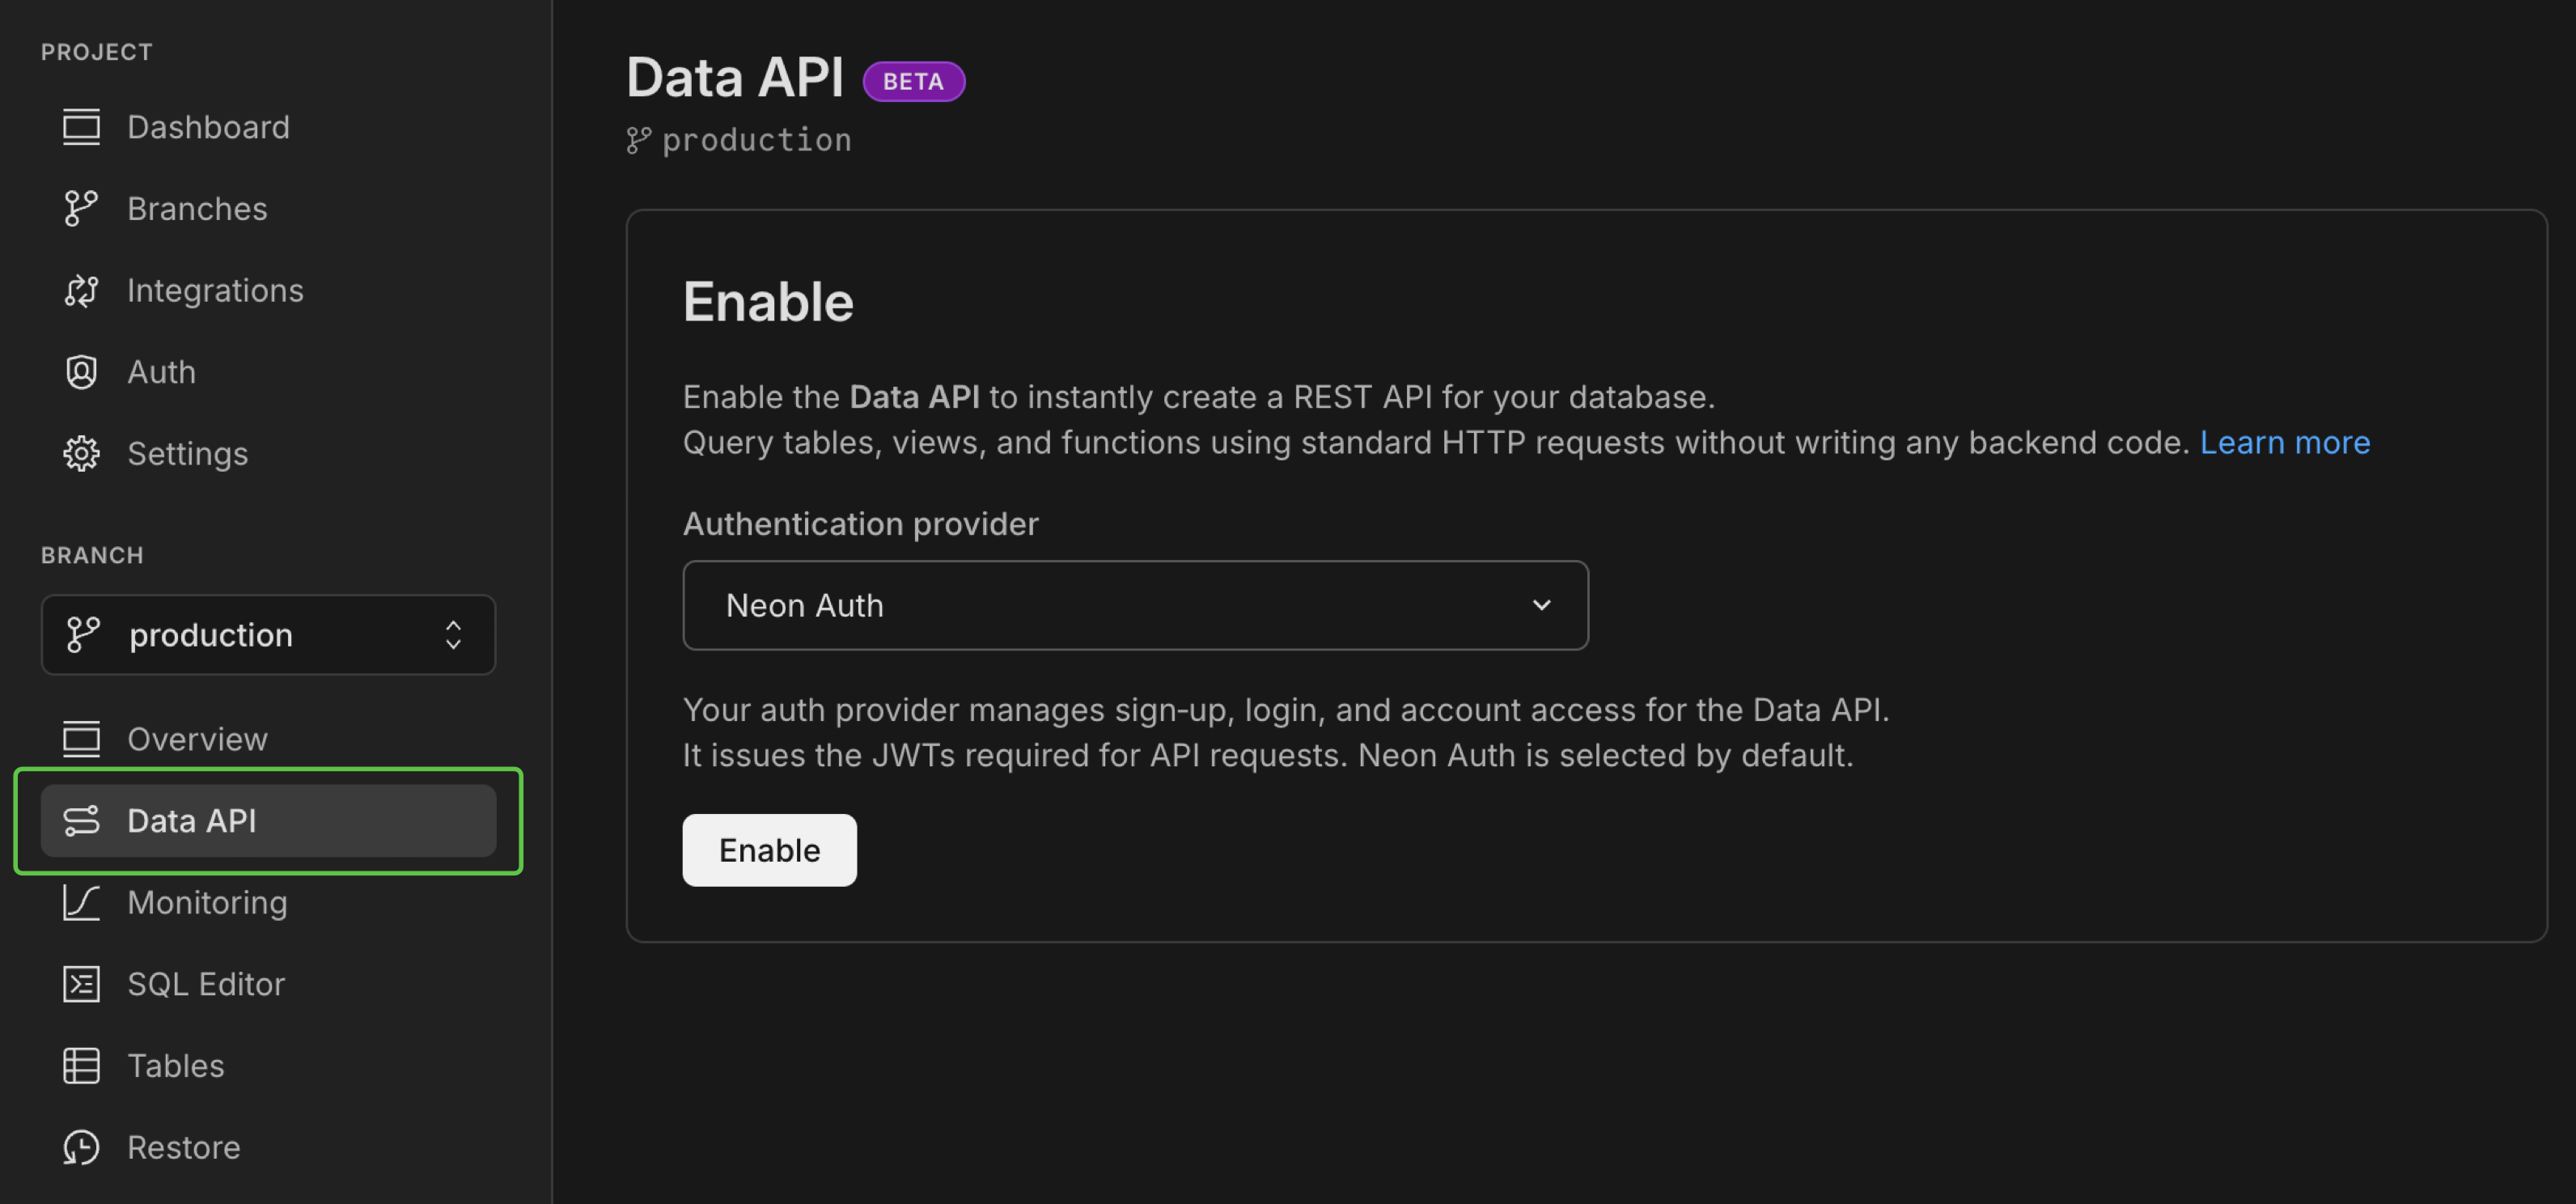 PROJECT
Dashboard
Branches
Integrations
Auth
Settings
BRANCH
production
Overview
Data API
Monitoring
SQL Editor
Tables
Restore
Data API BETA
production
Enable
Enable the Data API to instantly create a REST API for your database.
Query tables, views, and functions using standard HTTP requests without writing any backend code. Learn more
Authentication provider
Neon Auth
Your auth provider manages sign-up, login, and account access for the Data API.
It issues the JWTs required for API requests. Neon Auth is selected by default.
Enable